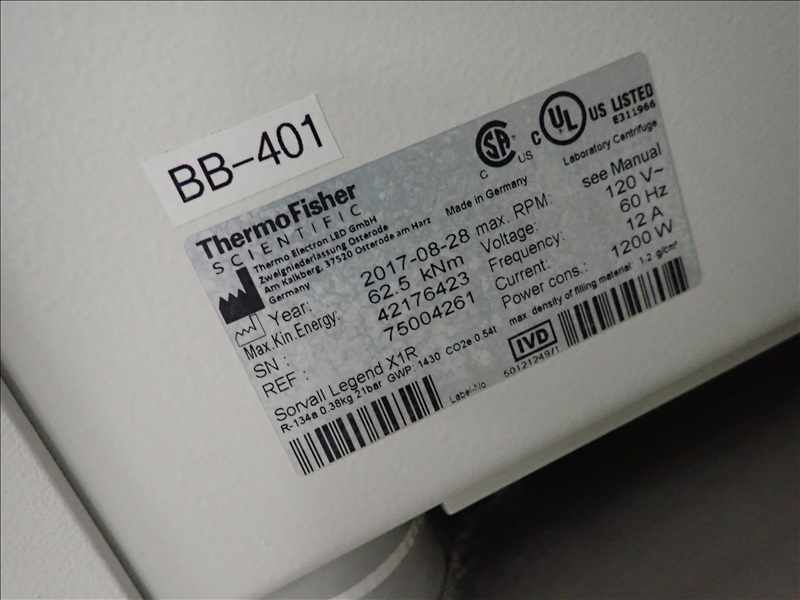 BB-401
ThermoFisher
SCIENTIFIC
Thermo Electron LED GmbH
Zweigniederlassung Osterode
Am Kalkberg, 37520 Osterode am Harz
Germany
Made in Germany
SA
C US
C UL US LISTED
E311966
Laboratory Centrifuge
Year: 2017-08-28
Max.Kin.Energy: 62.5 kNm
SN : 42176423
REF : 75004261
max. RPM: see Manual
Voltage: 120 V~
Frequency: 60 Hz
Current: 12 A
Power cons.: 1200 W
Sorvall Legend X1R
R-134a 0.38kg 21bar GWP: 1430 CO2e 0.54t
max. density of filling material: 1.2 g/cm³
IVD
Label-No. 50121249/1